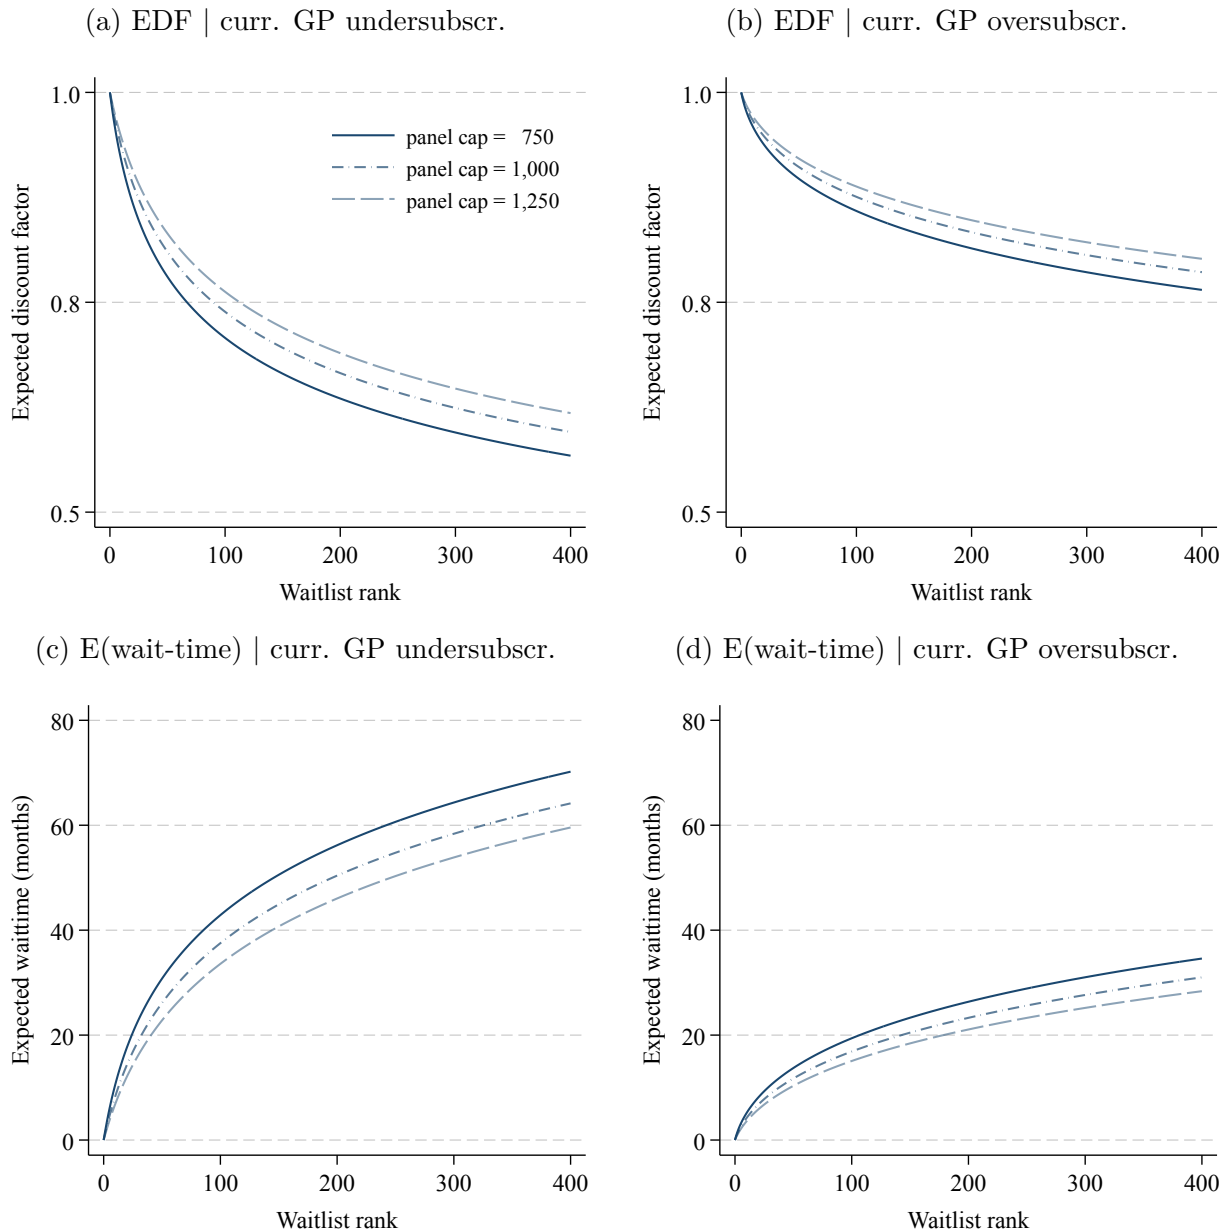 (a) EDF | curr. GP undersubscr.
1.0
0.8
0.5
Expected discount factor
panel cap = 750
panel cap = 1,000
panel cap = 1,250
0 100 200 300 400
Waitlist rank
(b) EDF | curr. GP oversubscr.
1.0
0.8
0.5
Expected discount factor
0 100 200 300 400
Waitlist rank
(c) E(wait-time) | curr. GP undersubscr.
80
60
40
20
0
Expected waittime (months)
0 100 200 300 400
Waitlist rank
(d) E(wait-time) | curr. GP oversubscr.
80
60
40
20
0
Expected waittime (months)
0 100 200 300 400
Waitlist rank